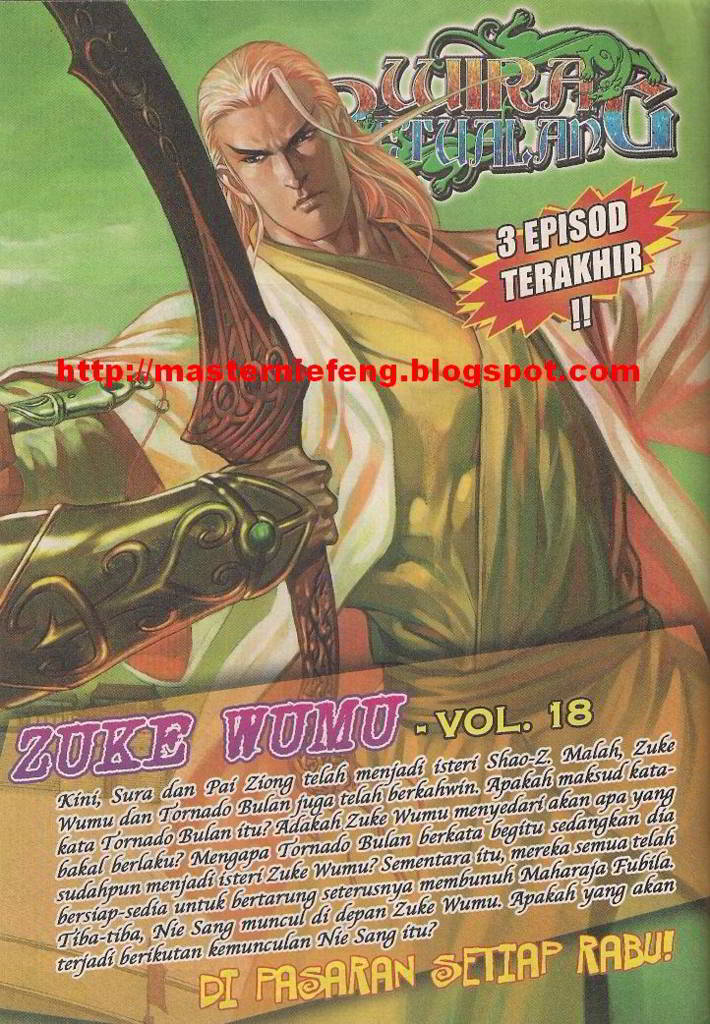 WIRA
TUALANG
3 EPISOD
TERAKHIR
!!
http://masterniefeng.blogspot.com
ZUKE WUMU - VOL. 18
Kini, Sura dan Pai Ziong telah menjadi isteri Shao-Z. Malah, Zuke
Wumu dan Tornado Bulan juga telah berkahwin. Apakah maksud kata-
kata Tornado Bulan itu? Adakah Zuke Wumu menyedari akan apa yang
bakal berlaku? Mengapa Tornado Bulan berkata begitu sedangkan dia
sudahpun menjadi isteri Zuke Wumu? Sementara itu, mereka semua telah
bersiap-sedia untuk bertarung seterusnya membunuh Maharaja Fubila.
Tiba-tiba, Nie Sang muncul di depan Zuke Wumu. Apakah yang akan
terjadi berikutan kemunculan Nie Sang itu?
DI PASARAN SETIAP RABU!